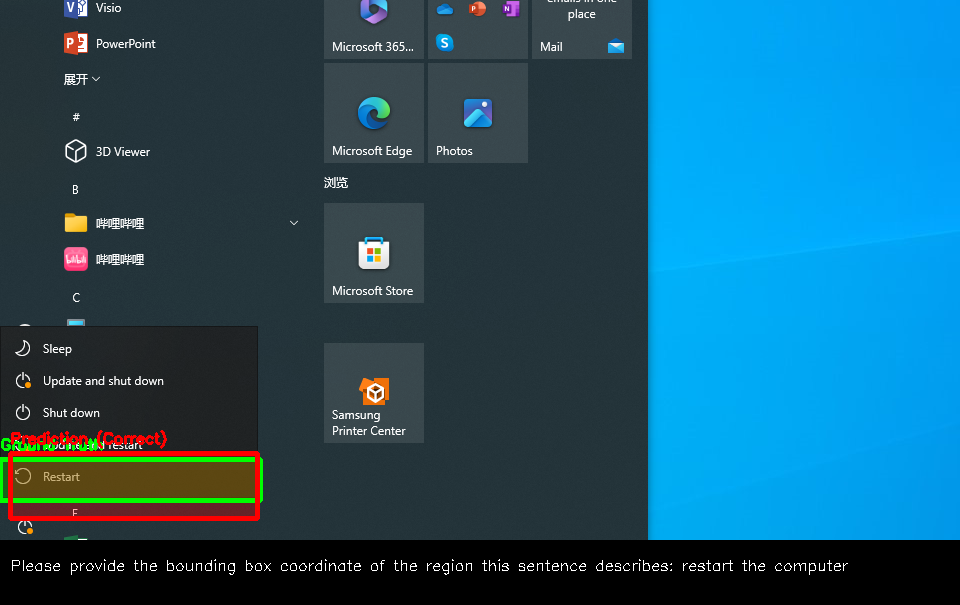 Visio
PowerPoint
展开
#
3D Viewer
B
哔哩哔哩
哔哩哔哩
C
Microsoft 365...
Emails in one
place
Mail
Microsoft Edge
Photos
浏览
Microsoft Store
Samsung
Printer Center
Sleep
Update and shut down
Shut down
Prediction (Correct)
Ground Truth
Update and restart
Restart
Please provide the bounding box coordinate of the region this sentence describes: restart the computer